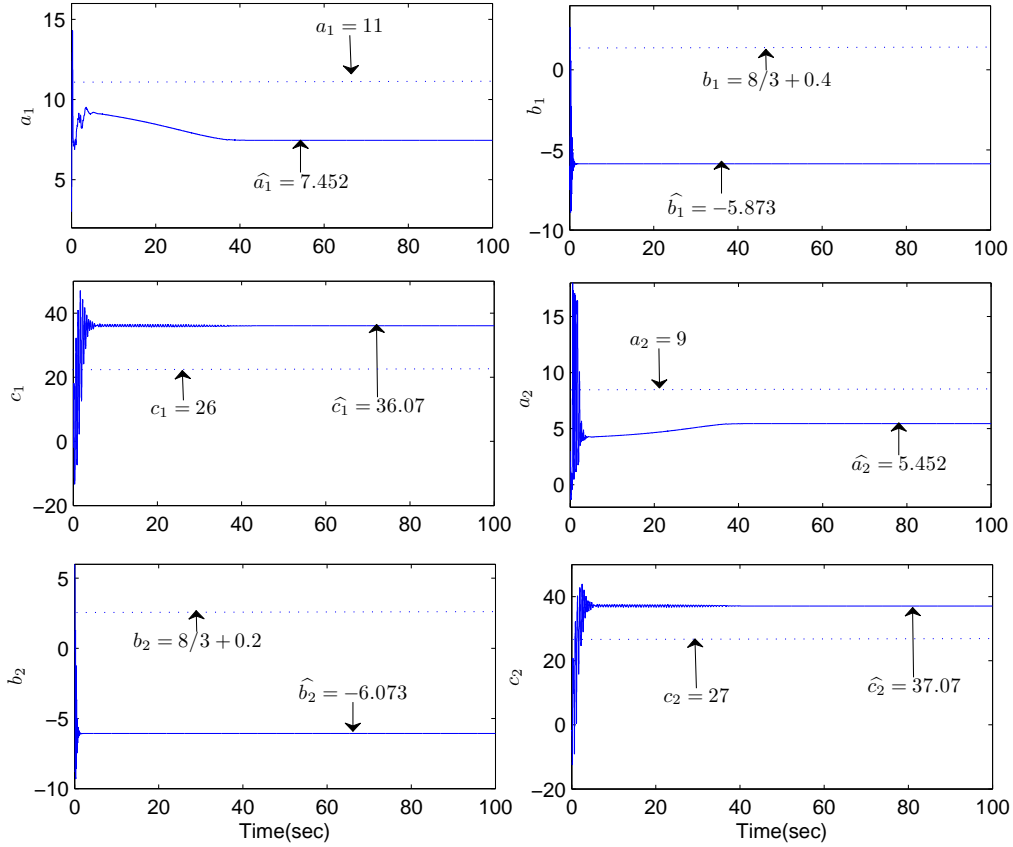 15
10
5
a₁
a₁ = 11
â₁ = 7.452
0 20 40 60 80 100
0
−5
−10
b₁
b₁ = 8/3 + 0.4
b̂₁ = −5.873
0 20 40 60 80 100
40
20
0
−20
c₁
c₁ = 26
ĉ₁ = 36.07
0 20 40 60 80 100
15
10
5
0
a₂
a₂ = 9
â₂ = 5.452
0 20 40 60 80 100
5
0
−5
−10
b₂
b₂ = 8/3 + 0.2
b̂₂ = −6.073
0 20 40 60 80 100
Time(sec)
60
40
20
0
−20
c₂
c₂ = 27
ĉ₂ = 37.07
0 20 40 60 80 100
Time(sec)